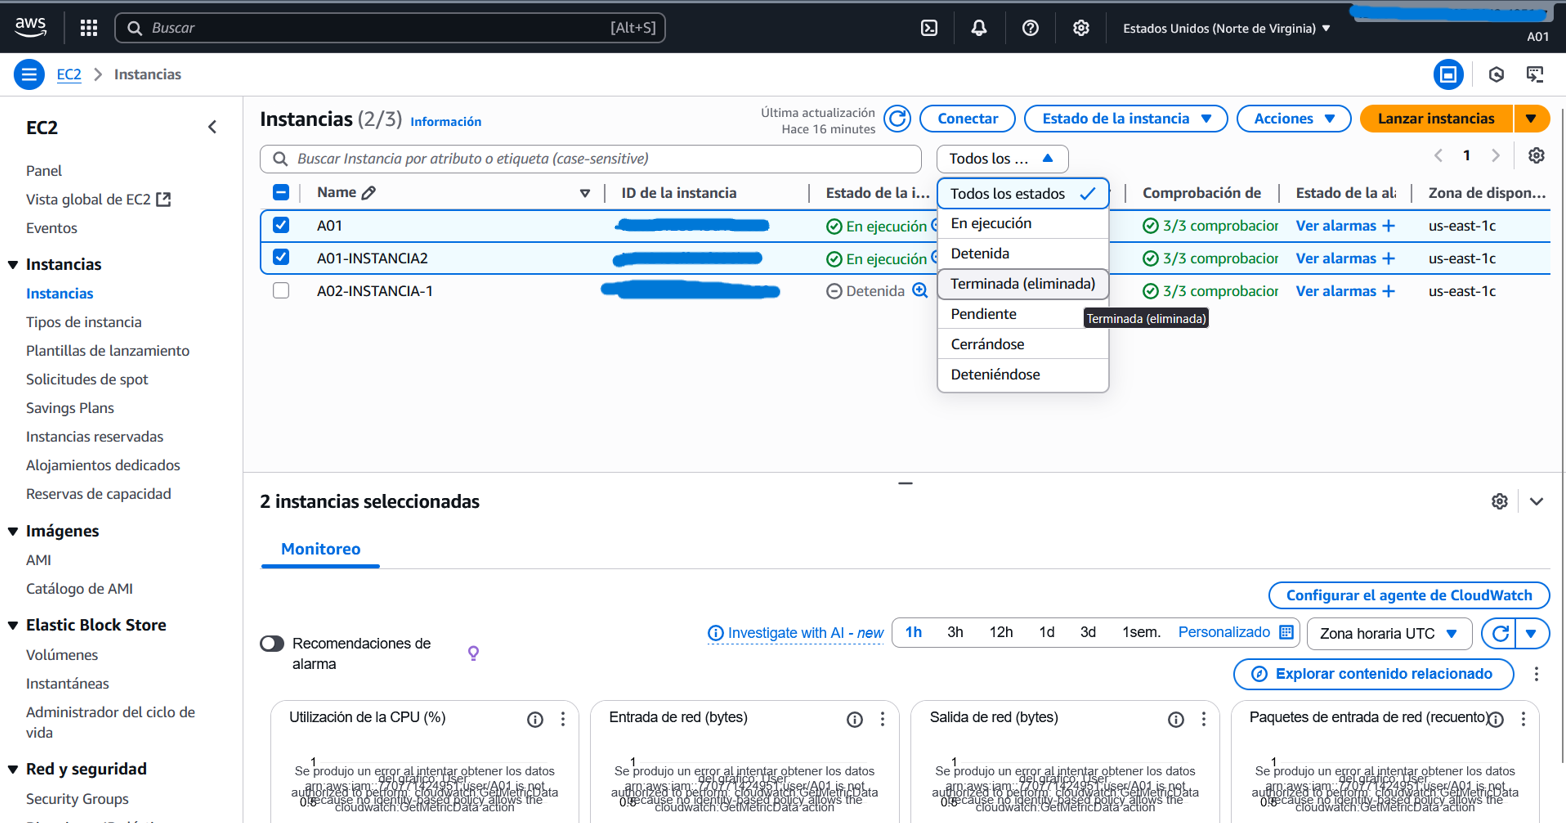 aws
Buscar [Alt+S]
Estados Unidos (Norte de Virginia)
A01
EC2 Instancias
EC2
Panel
Vista global de EC2
Eventos
Instancias
Instancias
Tipos de instancia
Plantillas de lanzamiento
Solicitudes de spot
Savings Plans
Instancias reservadas
Alojamientos dedicados
Reservas de capacidad
Imágenes
AMI
Catálogo de AMI
Elastic Block Store
Volúmenes
Instantáneas
Administrador del ciclo de
vida
Red y seguridad
Security Groups
Instancias (2/3) Información
Última actualización
Hace 16 minutes
Conectar Estado de la instancia Acciones Lanzar instancias
Buscar Instancia por atributo o etiqueta (case-sensitive)
Todos los ...
1
Name ID de la instancia Estado de la i... Comprobación de Estado de la al Zona de dispon...
A01 En ejecución 3/3 comprobacior Ver alarmas + us-east-1c
A01-INSTANCIA2 En ejecución 3/3 comprobacior Ver alarmas + us-east-1c
A02-INSTANCIA-1 Detenida 3/3 comprobacior Ver alarmas + us-east-1c
Todos los estados
En ejecución
Detenida
Terminada (eliminada)
Pendiente
Cerrándose
Deteniéndose
Terminada (eliminada)
2 instancias seleccionadas
Monitoreo
Configurar el agente de CloudWatch
Recomendaciones de
alarma
Investigate with AI - new
1h 3h 12h 1d 3d 1sem. Personalizado
Zona horaria UTC
Explorar contenido relacionado
Utilización de la CPU (%)
1
Se produjo un error al intentar obtener los datos
del gráfico: User:
arn:aws:iam::770771424951:user/A01 is not
authorized to perform: cloudwatch:GetMetricData
because no identity-based policy allows the
cloudwatch:GetMetricData action
0.5
Entrada de red (bytes)
1
Se produjo un error al intentar obtener los datos
del gráfico: User:
arn:aws:iam::770771424951:user/A01 is not
authorized to perform: cloudwatch:GetMetricData
because no identity-based policy allows the
cloudwatch:GetMetricData action
0.5
Salida de red (bytes)
1
Se produjo un error al intentar obtener los datos
del gráfico: User:
arn:aws:iam::770771424951:user/A01 is not
authorized to perform: cloudwatch:GetMetricData
because no identity-based policy allows the
cloudwatch:GetMetricData action
0.5
Paquetes de entrada de red (recuento)
1
Se produjo un error al intentar obtener los datos
del gráfico: User:
arn:aws:iam::770771424951:user/A01 is not
authorized to perform: cloudwatch:GetMetricData
because no identity-based policy allows the
cloudwatch:GetMetricData action
0.5